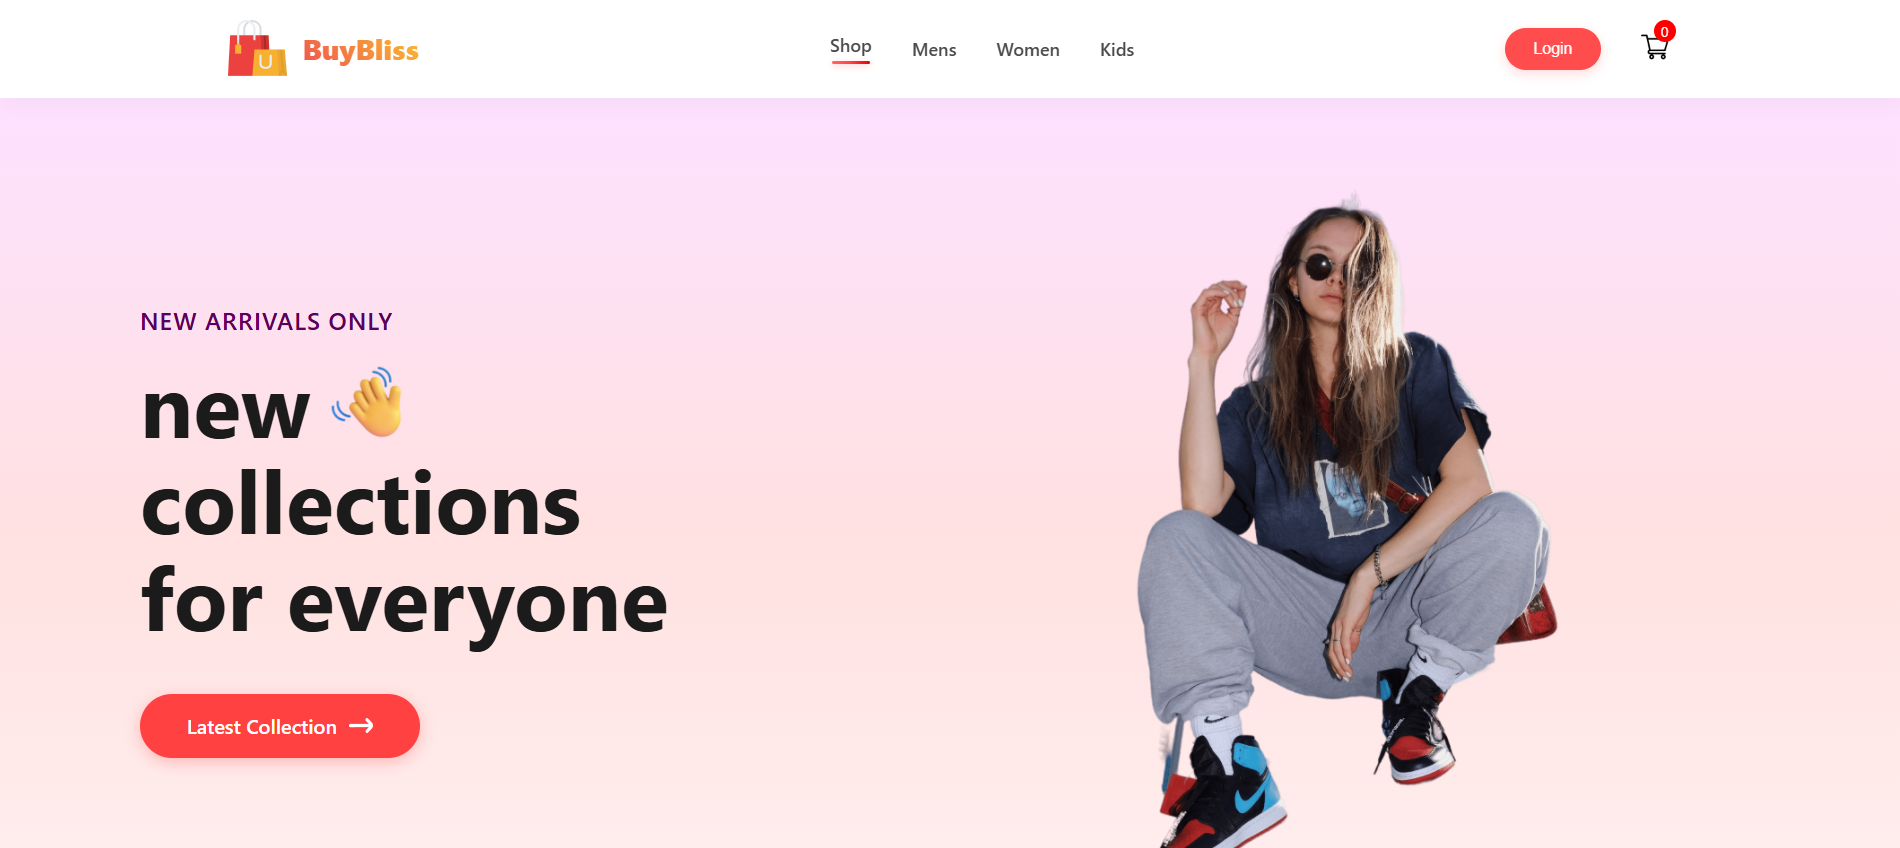 U
BuyBliss
Shop
Mens
Women
Kids
Login
0
NEW ARRIVALS ONLY
new
collections
for everyone
Latest Collection